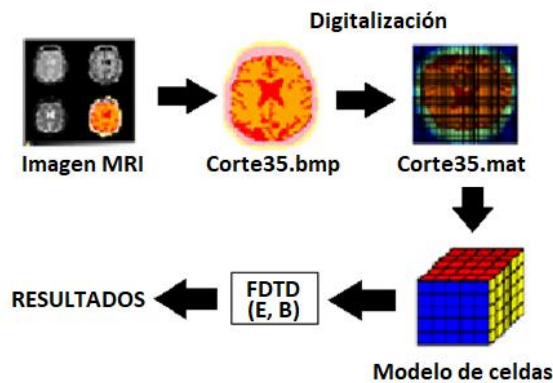 Digitalización
Imagen MRI
Corte35.bmp
Corte35.mat
Modelo de celdas
FDTD
(E, B)
RESULTADOS